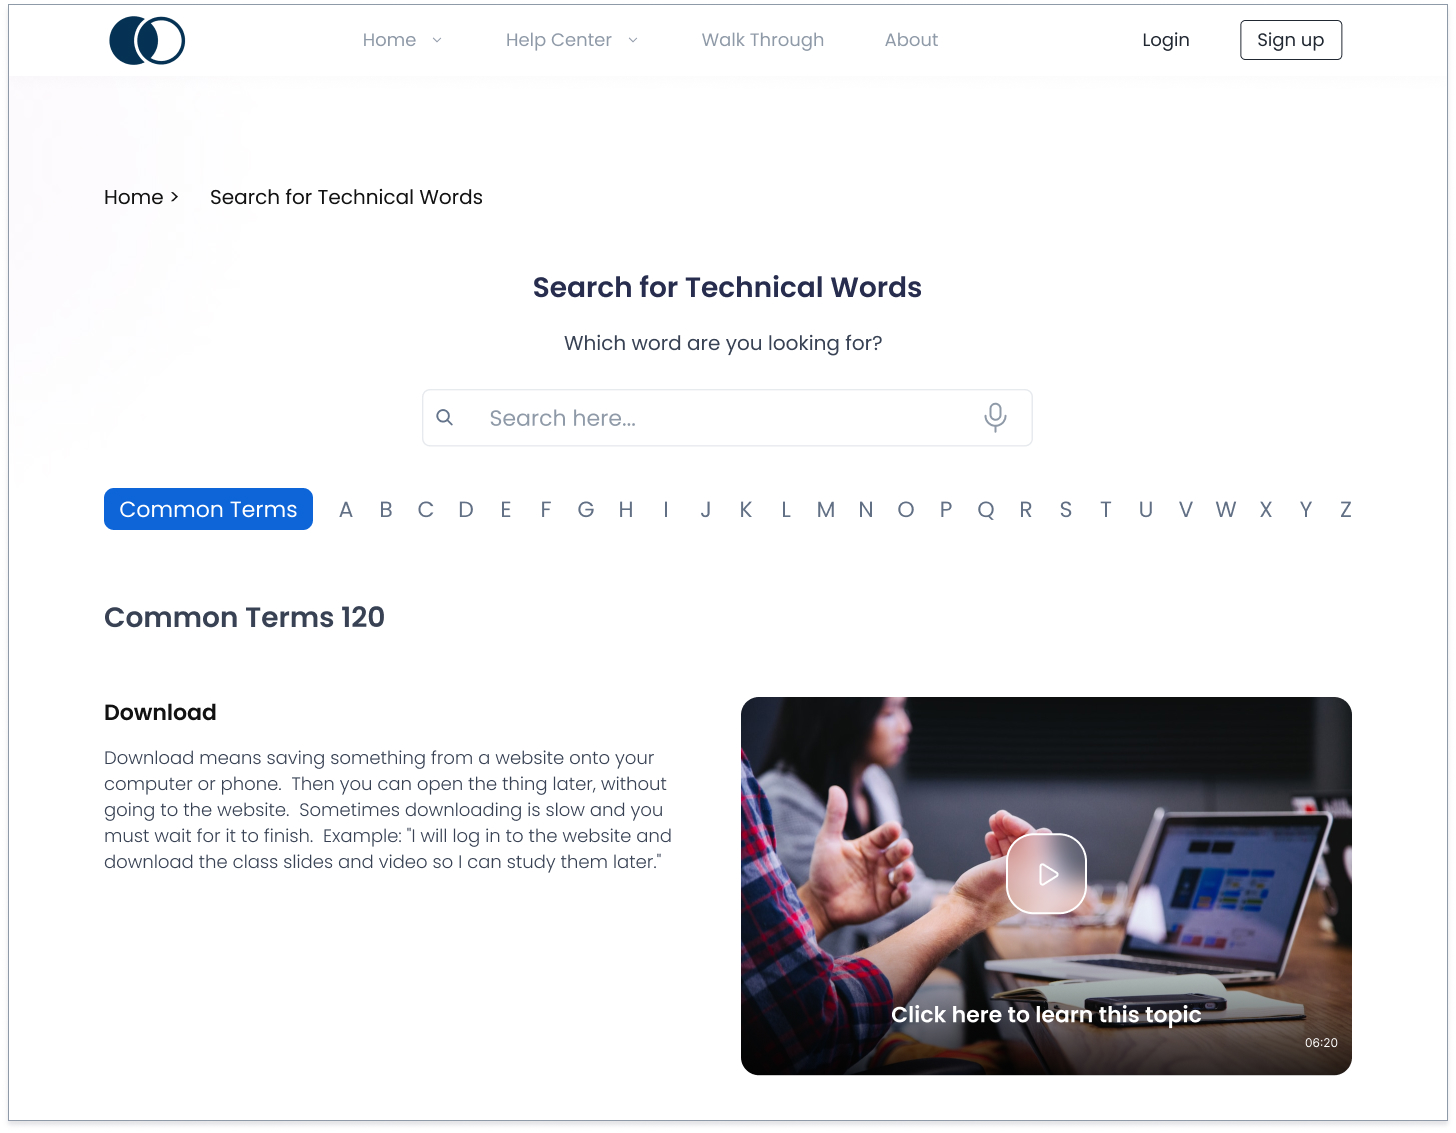 Home Help Center Walk Through About Login Sign up
Home > Search for Technical Words
Search for Technical Words
Which word are you looking for?
Search here...
Common Terms A B C D E F G H I J K L M N O P Q R S T U V W X Y Z
Common Terms 120
Download
Download means saving something from a website onto your
computer or phone.  Then you can open the thing later, without
going to the website.  Sometimes downloading is slow and you
must wait for it to finish.  Example: "I will log in to the website and
download the class slides and video so I can study them later."
Click here to learn this topic
06:20